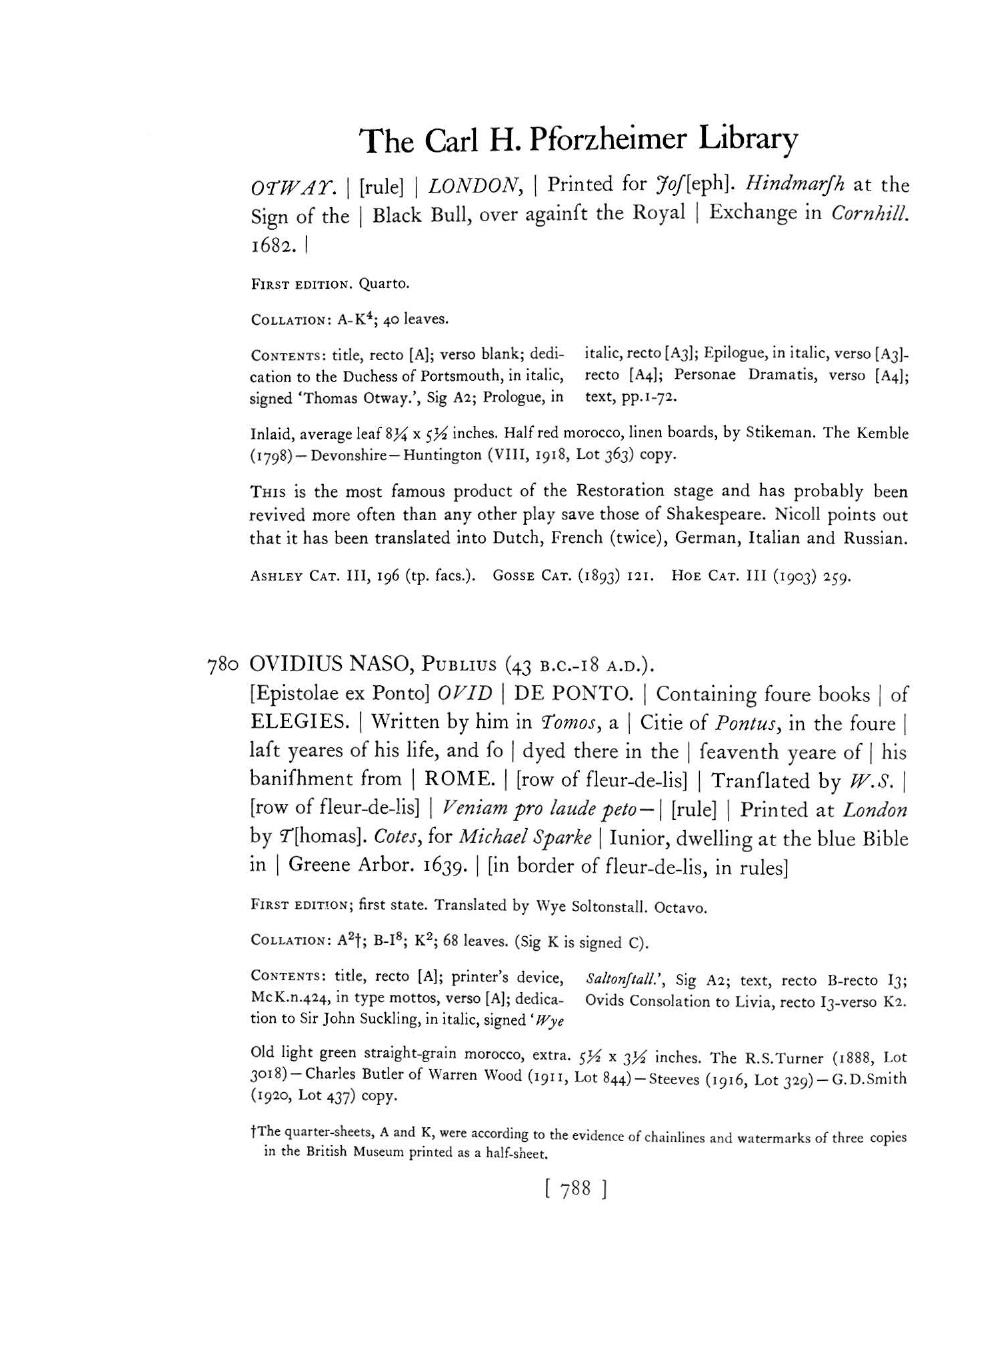 The Carl H. Pforzheimer Library
OTWAY. | [rule] | LONDON, | Printed for Joſ[eph]. Hindmarſh at the
Sign of the | Black Bull, over againſt the Royal | Exchange in Cornhill.
1682. |
First edition. Quarto.
Collation: A-K⁴; 40 leaves.
Contents: title, recto [A]; verso blank; dedi-
cation to the Duchess of Portsmouth, in italic,
signed ‘Thomas Otway.’, Sig A2; Prologue, in
italic, recto [A3]; Epilogue, in italic, verso [A3]-
recto [A4]; Personae Dramatis, verso [A4];
text, pp.1-72.
Inlaid, average leaf 8¼ x 5½ inches. Half red morocco, linen boards, by Stikeman. The Kemble
(1798)—Devonshire—Huntington (VIII, 1918, Lot 363) copy.
This is the most famous product of the Restoration stage and has probably been
revived more often than any other play save those of Shakespeare. Nicoll points out
that it has been translated into Dutch, French (twice), German, Italian and Russian.
Ashley Cat. III, 196 (tp. facs.). Gosse Cat. (1893) 121. Hoe Cat. III (1903) 259.
780 OVIDIUS NASO, Publius (43 b.c.-18 a.d.).
[Epistolae ex Ponto] OVID | DE PONTO. | Containing foure books | of
ELEGIES. | Written by him in Tomos, a | Citie of Pontus, in the foure |
laſt yeares of his life, and ſo | dyed there in the | ſeaventh yeare of | his
baniſhment from | ROME. | [row of fleur-de-lis] | Tranſlated by W.S. |
[row of fleur-de-lis] | Veniam pro laude peto—| [rule] | Printed at London
by T[homas]. Cotes, for Michael Sparke | Iunior, dwelling at the blue Bible
in | Greene Arbor. 1639. | [in border of fleur-de-lis, in rules]
First edition; first state. Translated by Wye Soltonstall. Octavo.
Collation: A²†; B-I⁸; K²; 68 leaves. (Sig K is signed C).
Contents: title, recto [A]; printer’s device,
McK.n.424, in type mottos, verso [A]; dedica-
tion to Sir John Suckling, in italic, signed ‘Wye
Saltonſtall.’, Sig A2; text, recto B-recto I3;
Ovids Consolation to Livia, recto I3-verso K2.
Old light green straight-grain morocco, extra. 5½ x 3½ inches. The R.S.Turner (1888, Lot
3018)—Charles Butler of Warren Wood (1911, Lot 844)—Steeves (1916, Lot 329)—G.D.Smith
(1920, Lot 437) copy.
†The quarter-sheets, A and K, were according to the evidence of chainlines and watermarks of three copies
in the British Museum printed as a half-sheet.
[ 788 ]